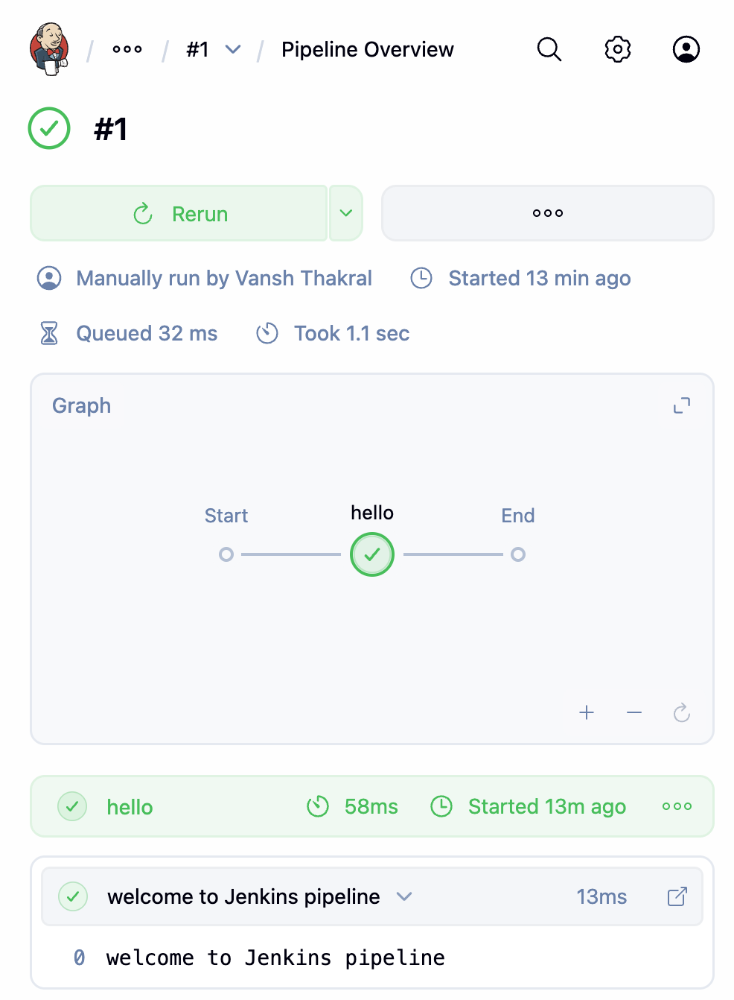 / / #1 / Pipeline Overview
#1
Rerun
Manually run by Vansh Thakral Started 13 min ago
Queued 32 ms Took 1.1 sec
Graph
Start hello End
hello 58ms Started 13m ago
welcome to Jenkins pipeline 13ms
0 welcome to Jenkins pipeline